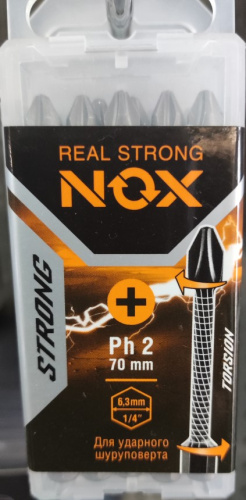 REAL STRONG
NOX
STRONG
Ph 2
70 mm
TORSION
6,3mm
1/4"
Для ударного
шуруповерта